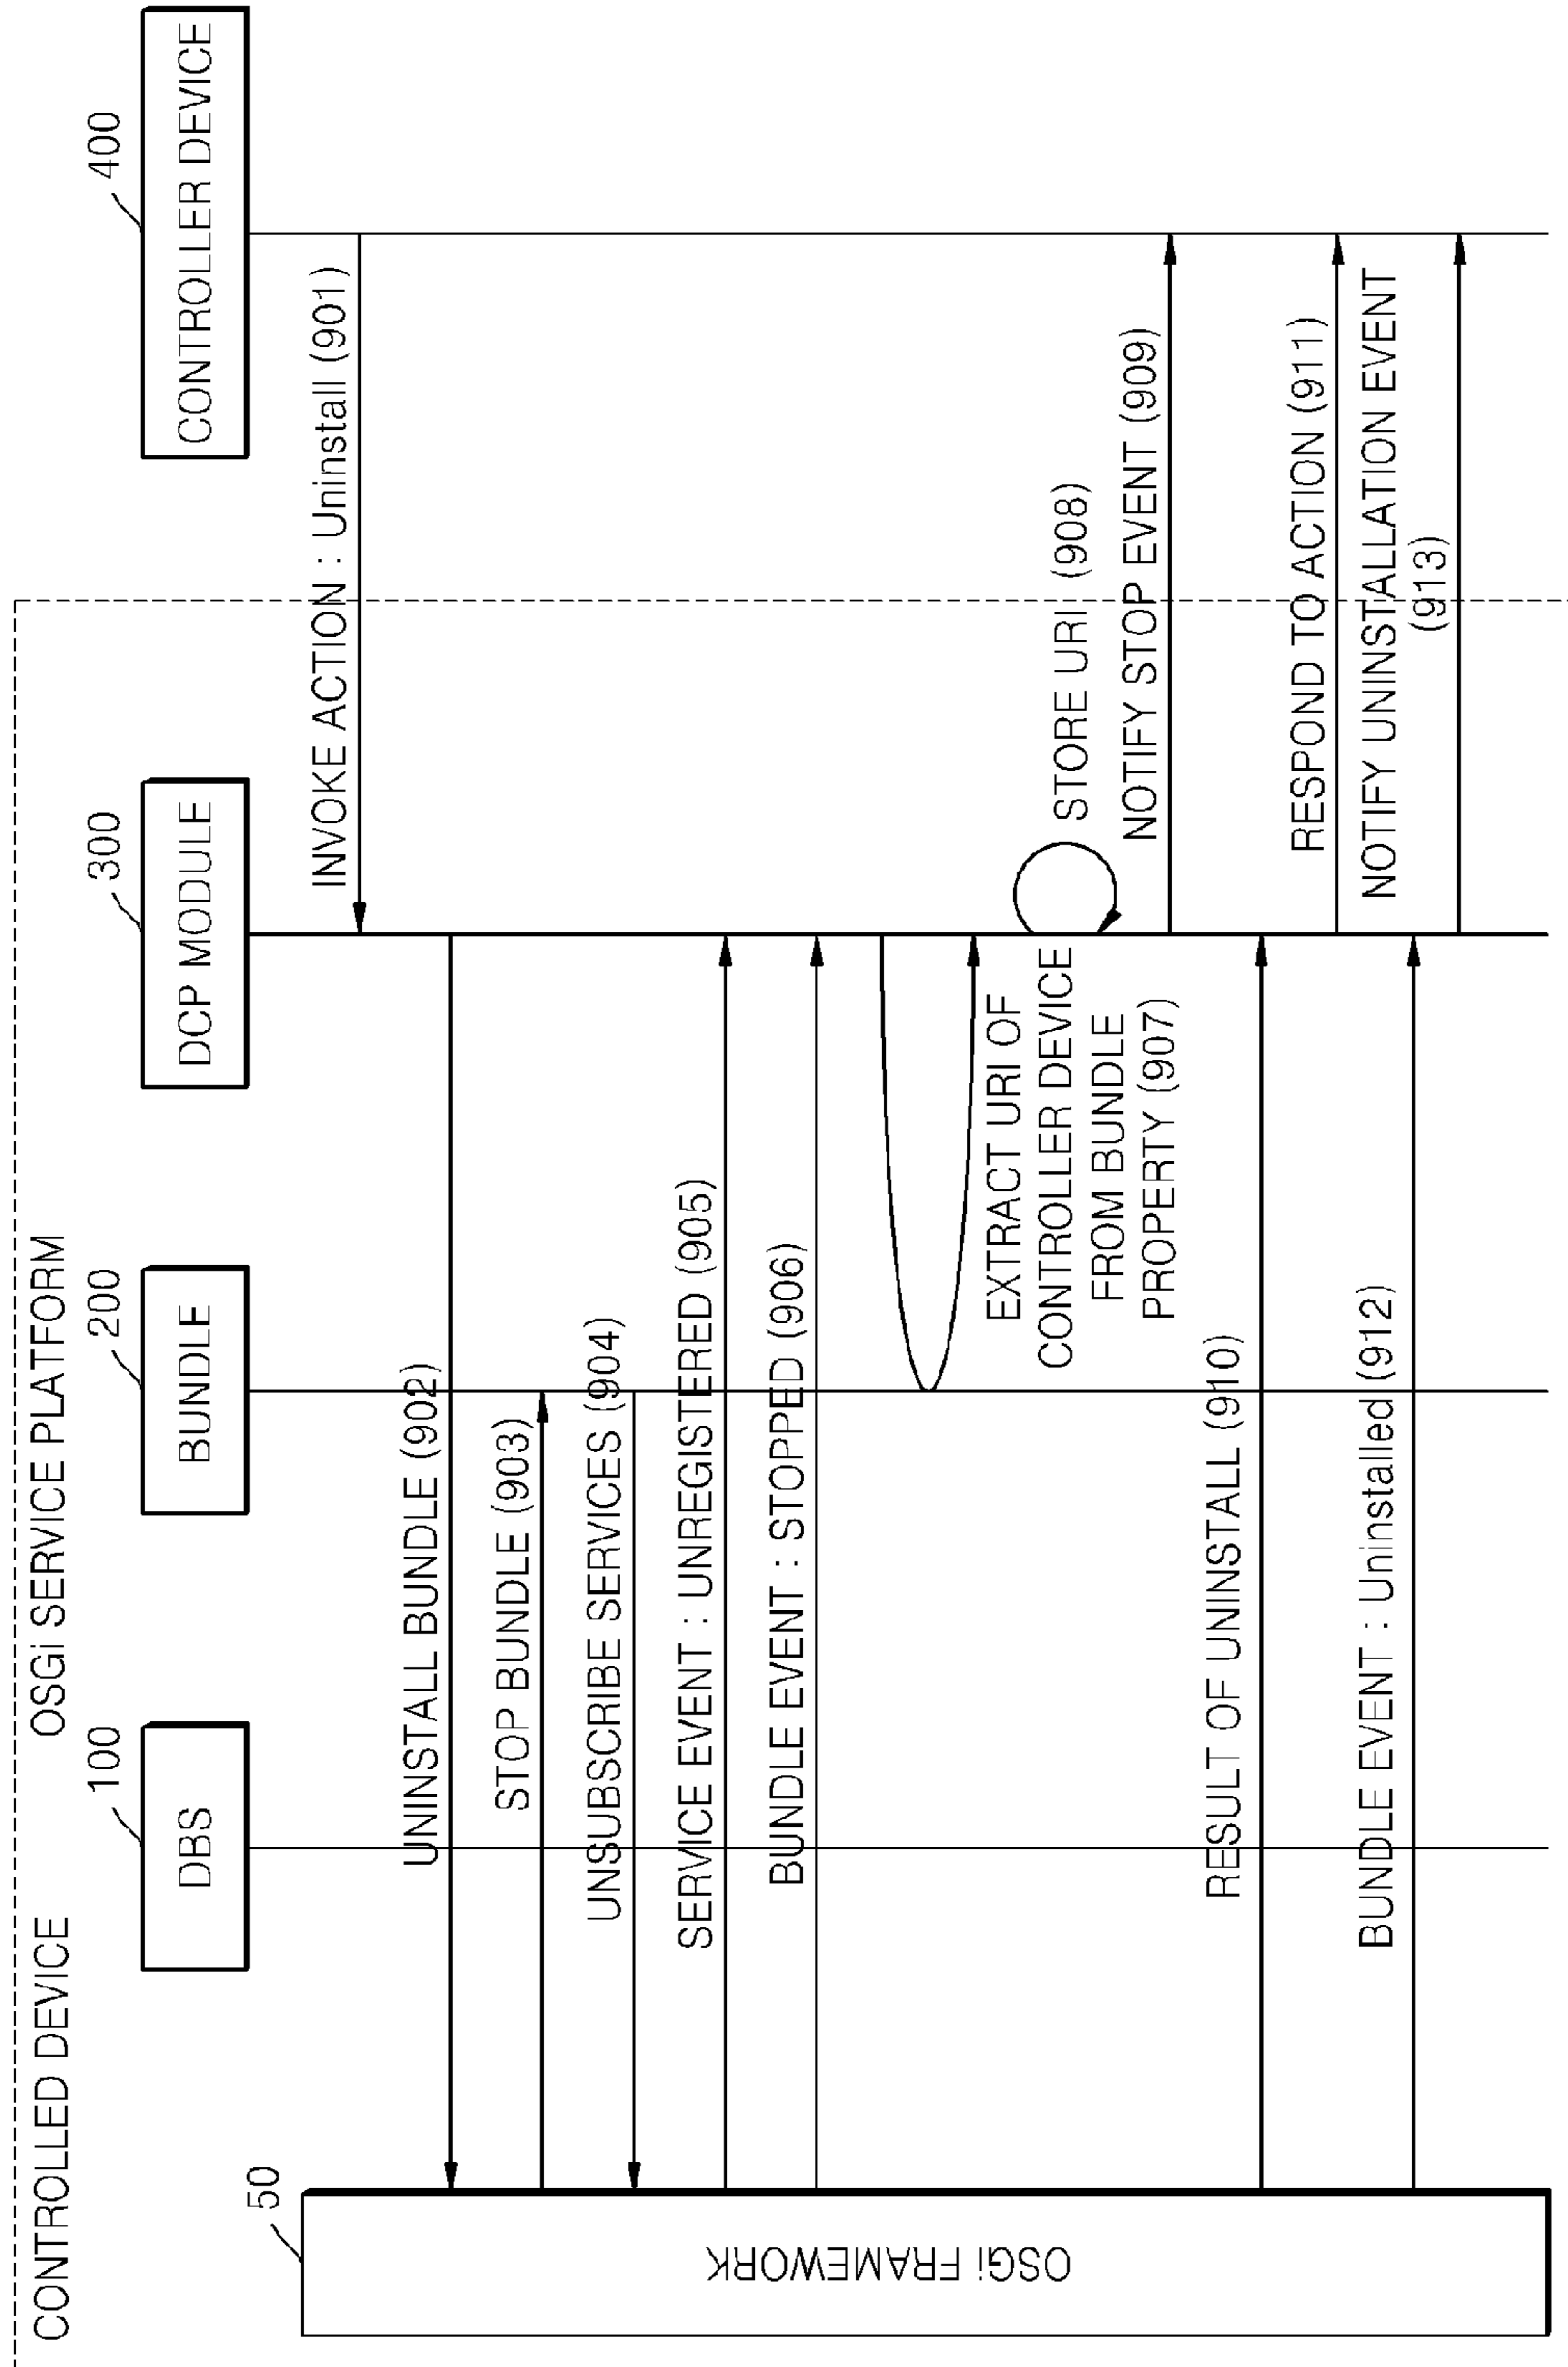 CONTROLLED DEVICE
OSGi SERVICE PLATFORM
50
100
200
300
400
DBS
BUNDLE
DCP MODULE
CONTROLLER DEVICE
OSGi FRAMEWORK
INVOKE ACTION : Uninstall (901)
UNINSTALL BUNDLE (902)
STOP BUNDLE (903)
UNSUBSCRIBE SERVICES (904)
SERVICE EVENT : UNREGISTERED (905)
BUNDLE EVENT : STOPPED (906)
EXTRACT URI OF
CONTROLLER DEVICE
FROM BUNDLE
PROPERTY (907)
STORE URI (908)
NOTIFY STOP EVENT (909)
RESULT OF UNINSTALL (910)
RESPOND TO ACTION (911)
BUNDLE EVENT : Uninstalled (912)
NOTIFY UNINSTALLATION EVENT
(913)